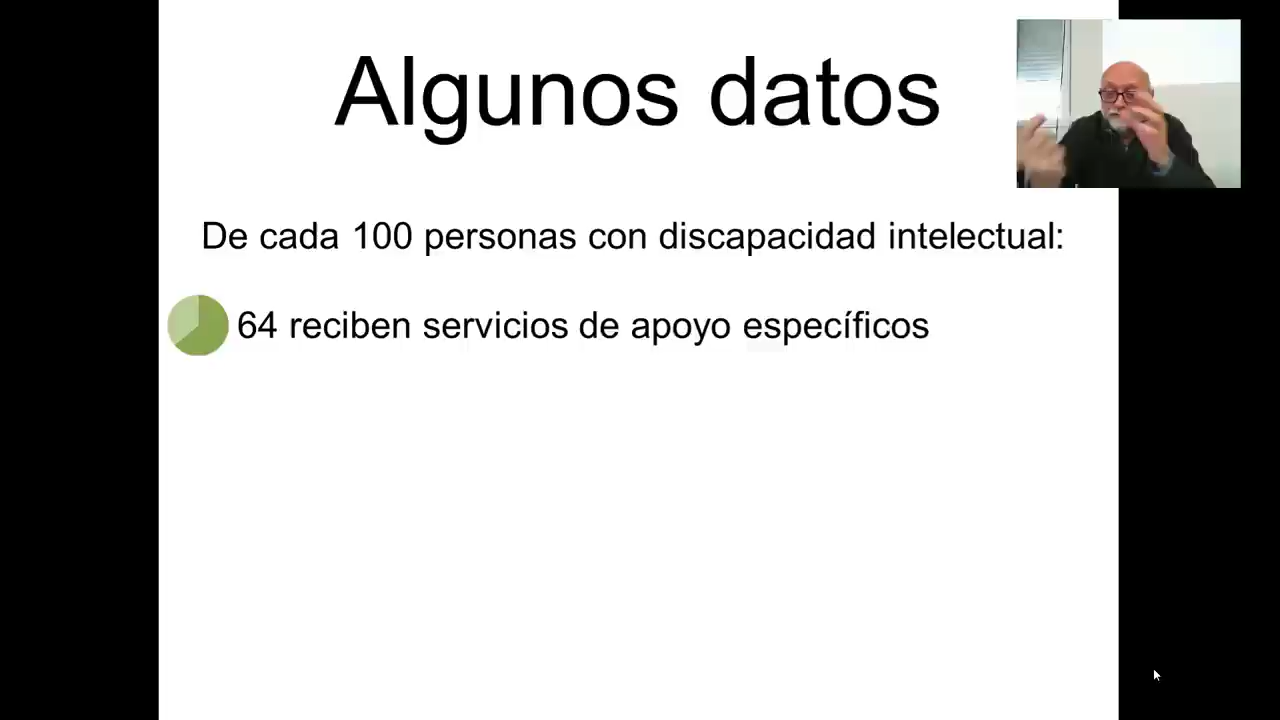 Algunos datos
De cada 100 personas con discapacidad intelectual:
64 reciben servicios de apoyo específicos